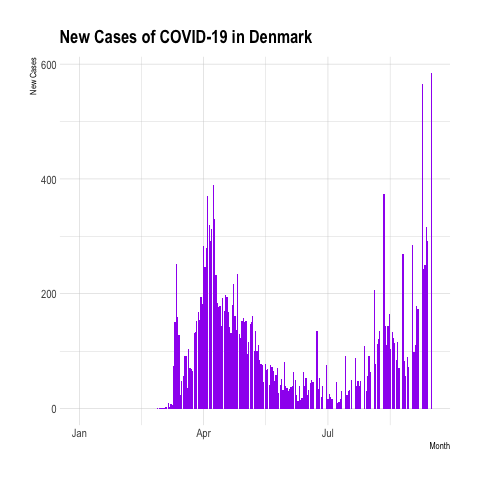 New Cases of COVID-19 in Denmark
New Cases
600
400
200
0
Jan Apr Jul
Month